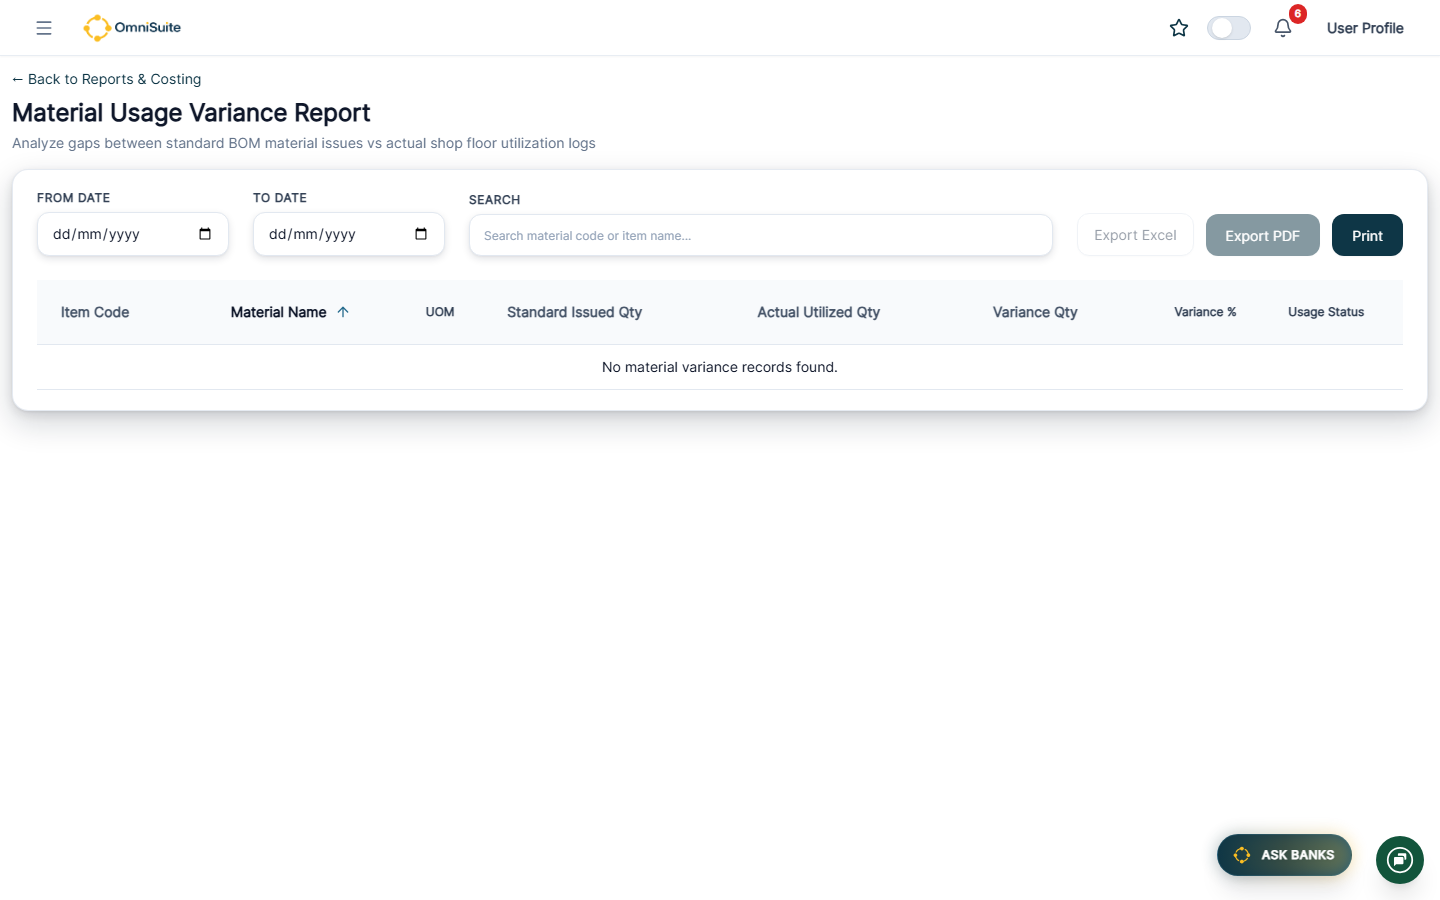 OmniSuite
6
User Profile
← Back to Reports & Costing
Material Usage Variance Report
Analyze gaps between standard BOM material issues vs actual shop floor utilization logs
FROM DATE
TO DATE
SEARCH
dd/mm/yyyy
dd/mm/yyyy
Search material code or item name...
Export Excel
Export PDF
Print
Item Code
Material Name ↑
UOM
Standard Issued Qty
Actual Utilized Qty
Variance Qty
Variance %
Usage Status
No material variance records found.
ASK BANKS